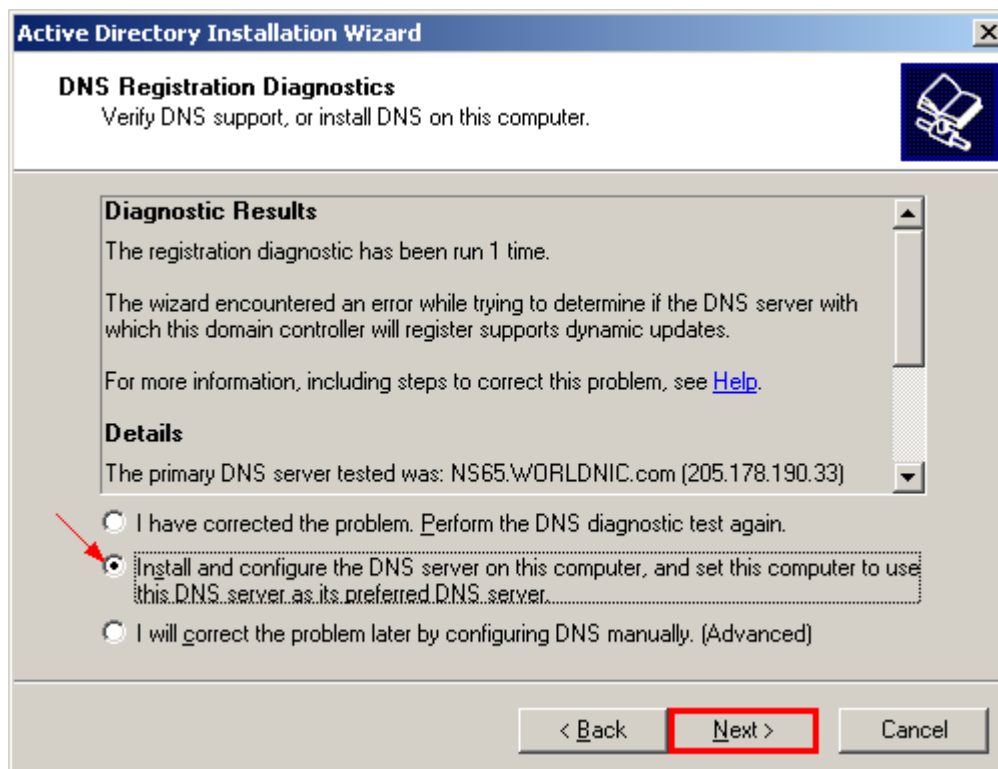 Active Directory Installation Wizard
DNS Registration Diagnostics
Verify DNS support, or install DNS on this computer.
Diagnostic Results
The registration diagnostic has been run 1 time.
The wizard encountered an error while trying to determine if the DNS server with
which this domain controller will register supports dynamic updates.
For more information, including steps to correct this problem, see Help.
Details
The primary DNS server tested was: NS65.WORLDNIC.com (205.178.190.33)
I have corrected the problem. Perform the DNS diagnostic test again.
Install and configure the DNS server on this computer, and set this computer to use
this DNS server as its preferred DNS server.
I will correct the problem later by configuring DNS manually. (Advanced)
< Back Next > Cancel